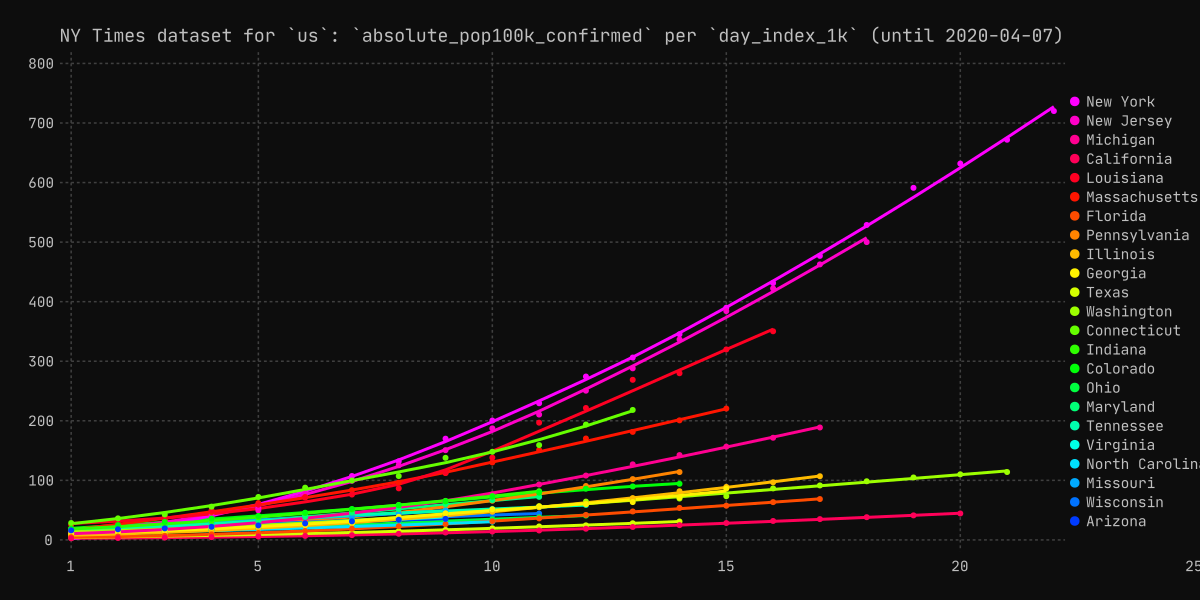 NY Times dataset for `us`: `absolute_pop100k_confirmed` per `day_index_1k` (until 2020-04-07)
800
700
600
500
400
300
200
100
0
1 5 10 15 20 25
New York
New Jersey
Michigan
California
Louisiana
Massachusetts
Florida
Pennsylvania
Illinois
Georgia
Texas
Washington
Connecticut
Indiana
Colorado
Ohio
Maryland
Tennessee
Virginia
North Carolina
Missouri
Wisconsin
Arizona